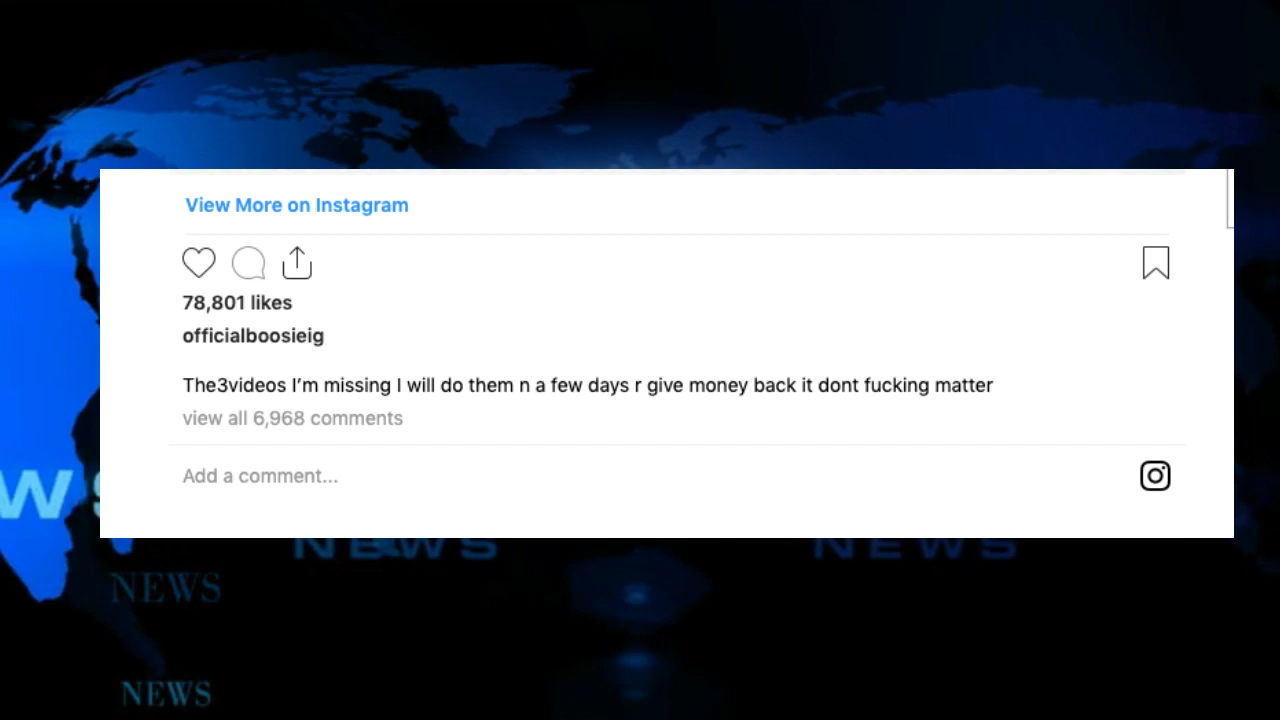 View More on Instagram
78,801 likes
officialboosieig
The3videos I’m missing I will do them n a few days r give money back it dont fucking matter
view all 6,968 comments
Add a comment...
WS
NEWS
NEWS
NEWS
NEWS